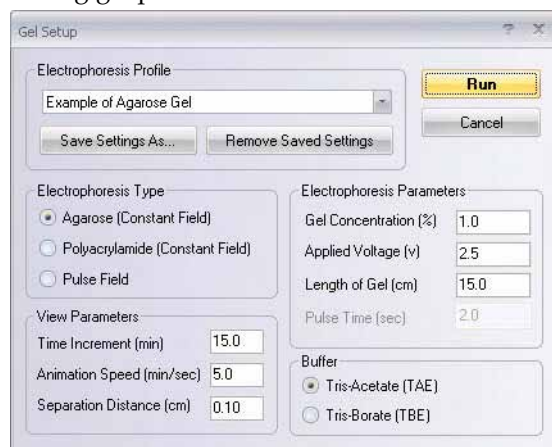 Gel Setup
Electrophoresis Profile
Example of Agarose Gel
Save Settings As...
Remove Saved Settings
Run
Cancel
Electrophoresis Type
Agarose (Constant Field)
Polyacrylamide (Constant Field)
Pulse Field
Electrophoresis Parameters
Gel Concentration (%) 1.0
Applied Voltage (v) 2.5
Length of Gel (cm) 15.0
Pulse Time (sec) 2.0
View Parameters
Time Increment (min) 15.0
Animation Speed (min/sec) 5.0
Separation Distance (cm) 0.10
Buffer
Tris-Acetate (TAE)
Tris-Borate (TBE)